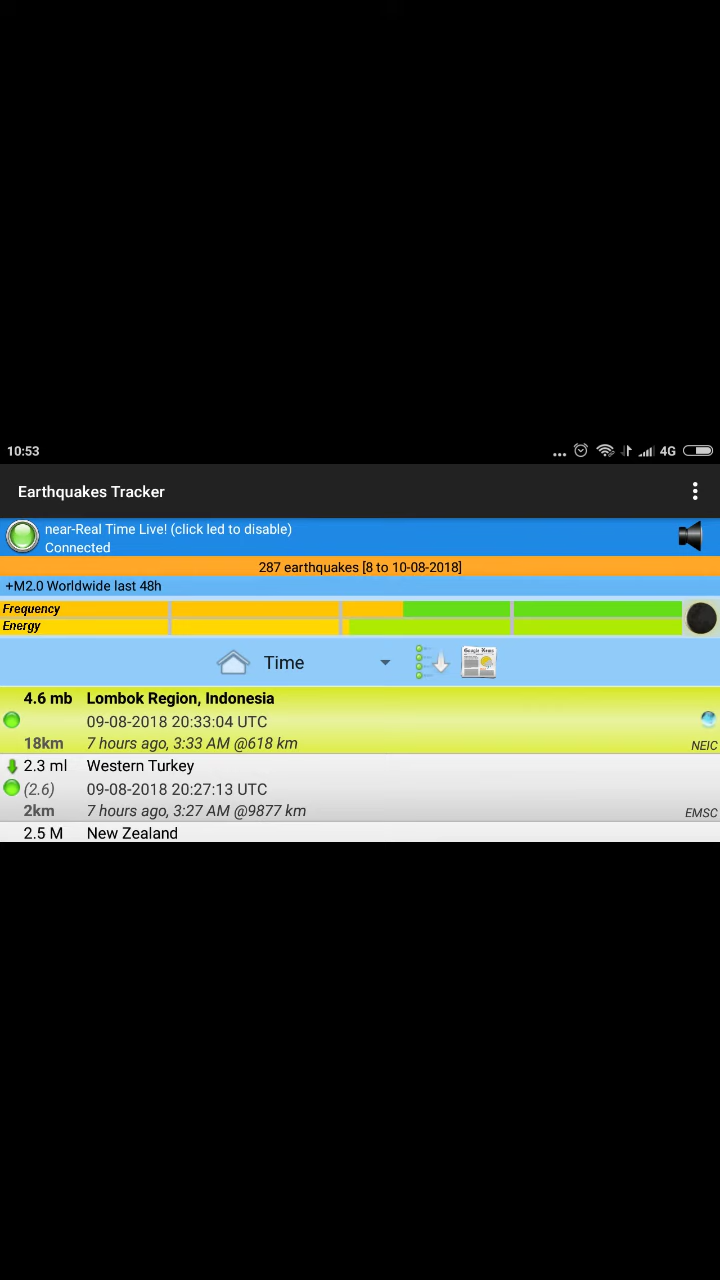 10:53
4G
Earthquakes Tracker
near-Real Time Live! (click led to disable)
Connected
287 earthquakes [8 to 10-08-2018]
+M2.0 Worldwide last 48h
Frequency
Energy
Time
Google News
4.6 mb Lombok Region, Indonesia
09-08-2018 20:33:04 UTC
18km 7 hours ago, 3:33 AM @618 km NEIC
2.3 ml Western Turkey
(2.6) 09-08-2018 20:27:13 UTC
2km 7 hours ago, 3:27 AM @9877 km EMSC
2.5 M New Zealand